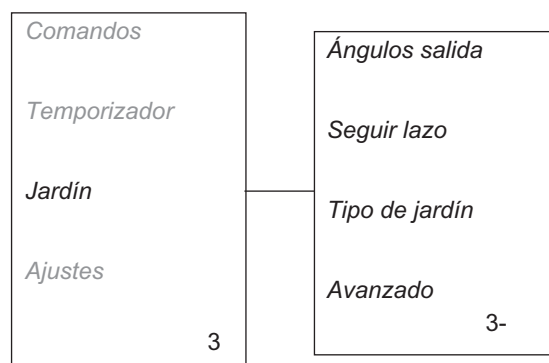 Comandos
Temporizador
Jardín
Ajustes
3
Ángulos salida
Seguir lazo
Tipo de jardín
Avanzado
3-